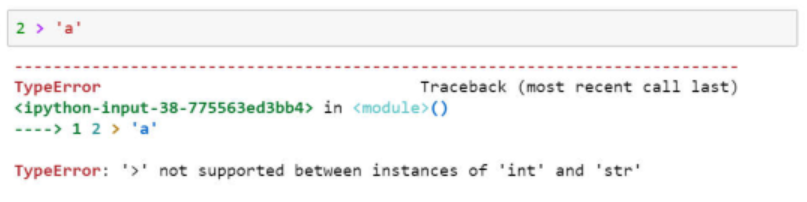 2 > 'a'
---------------------------------------------------------------------------
TypeError                                 Traceback (most recent call last)
<ipython-input-38-775563ed3bb4> in <module>()
----> 1 2 > 'a'
TypeError: '>' not supported between instances of 'int' and 'str'